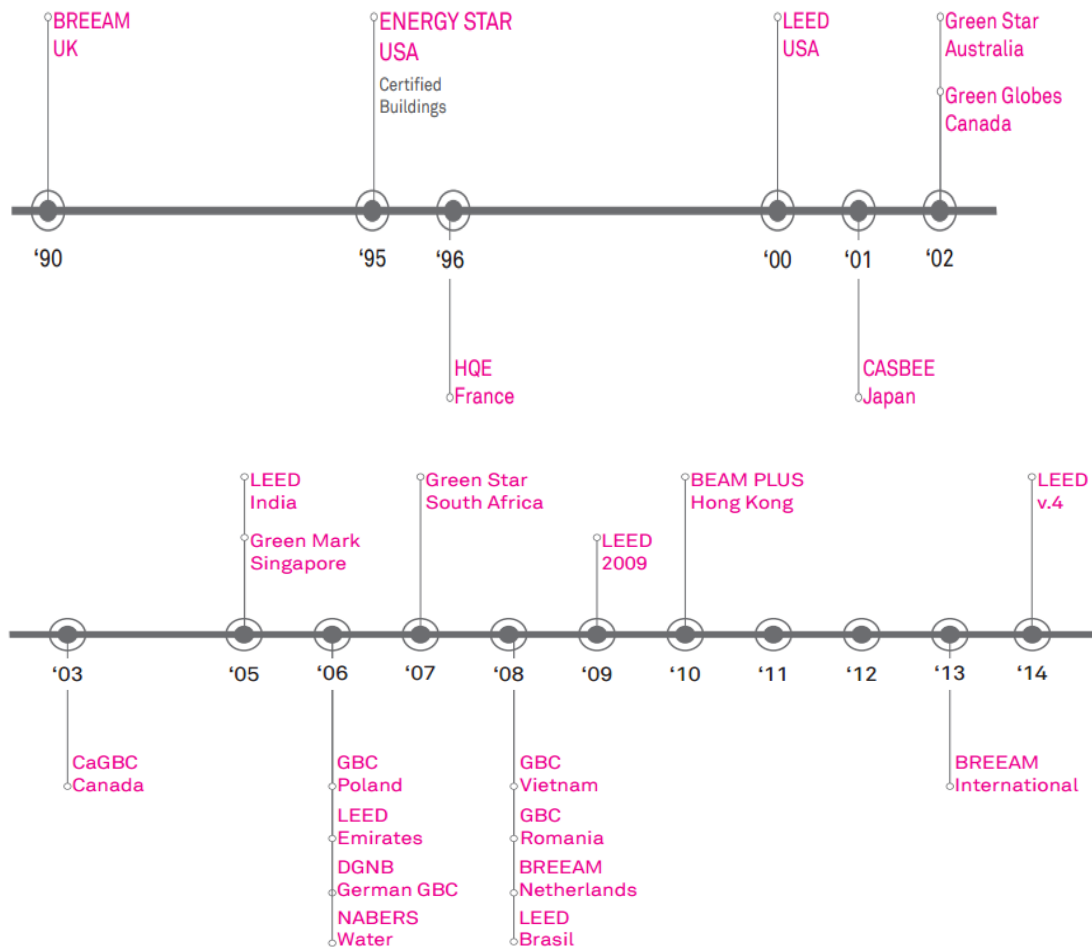 BREEAM
UK
ENERGY STAR
USA
Certified
Buildings
LEED
USA
Green Star
Australia
Green Globes
Canada
‘90
‘95
‘96
‘00
‘01
‘02
HQE
France
CASBEE
Japan
LEED
India
Green Mark
Singapore
Green Star
South Africa
LEED
2009
BEAM PLUS
Hong Kong
LEED
v.4
‘03
‘05
‘06
‘07
‘08
‘09
‘10
‘11
‘12
‘13
‘14
CaGBC
Canada
GBC
Poland
LEED
Emirates
DGNB
German GBC
NABERS
Water
GBC
Vietnam
GBC
Romania
BREEAM
Netherlands
LEED
Brasil
BREEAM
International